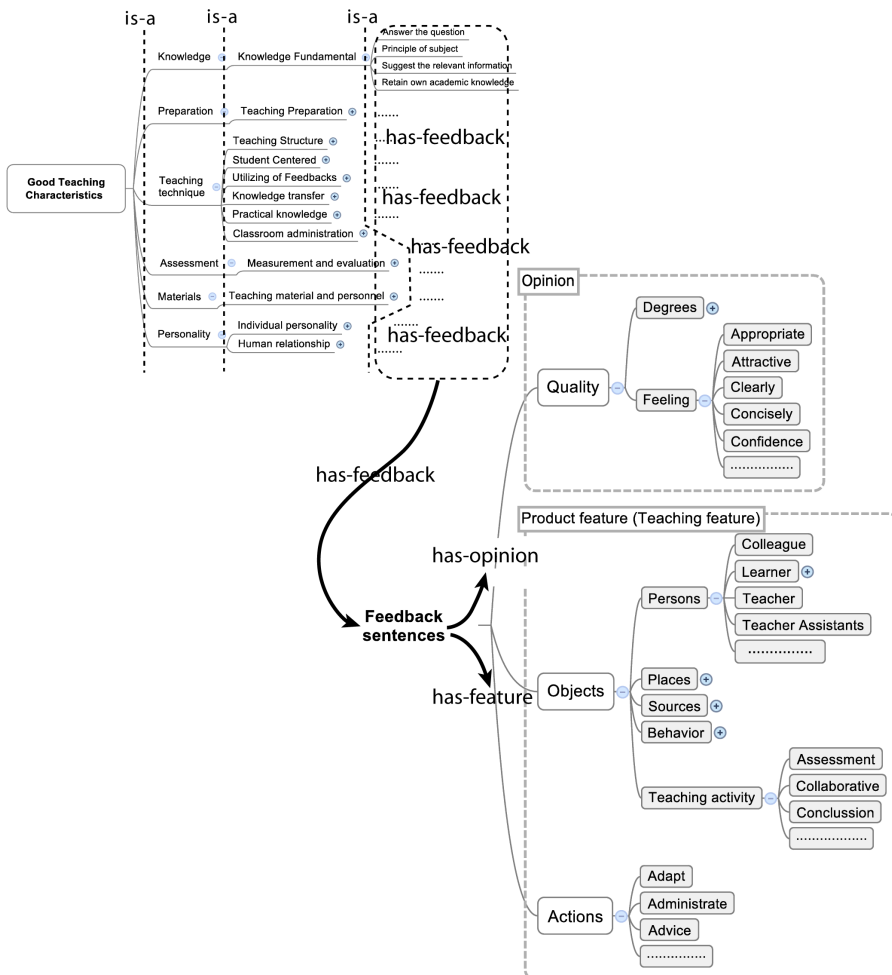 is-a
is-a
is-a
Good Teaching
Characteristics
Knowledge
Knowledge Fundamental
Answer the question
Principle of subject
Suggest the relevant information
Retain own academic knowledge
Preparation
Teaching Preparation
......
Teaching
technique
Teaching Structure
......
has-feedback
Student Centered
......
Utilizing of Feedbacks
......
Knowledge transfer
has-feedback
Practical knowledge
......
Classroom administration
has-feedback
Assessment
Measurement and evaluation
......
Materials
Teaching material and personnel
......
Personality
Individual personality
.......
has-feedback
Human relationship
.......
has-feedback
Feedback
sentences
has-opinion
has-feature
Opinion
Quality
Degrees
Feeling
Appropriate
Attractive
Clearly
Concisely
Confidence
................
Product feature (Teaching feature)
Objects
Persons
Colleague
Learner
Teacher
Teacher Assistants
...............
Places
Sources
Behavior
Teaching activity
Assessment
Collaborative
Conclussion
..................
Actions
Adapt
Administrate
Advice
...............